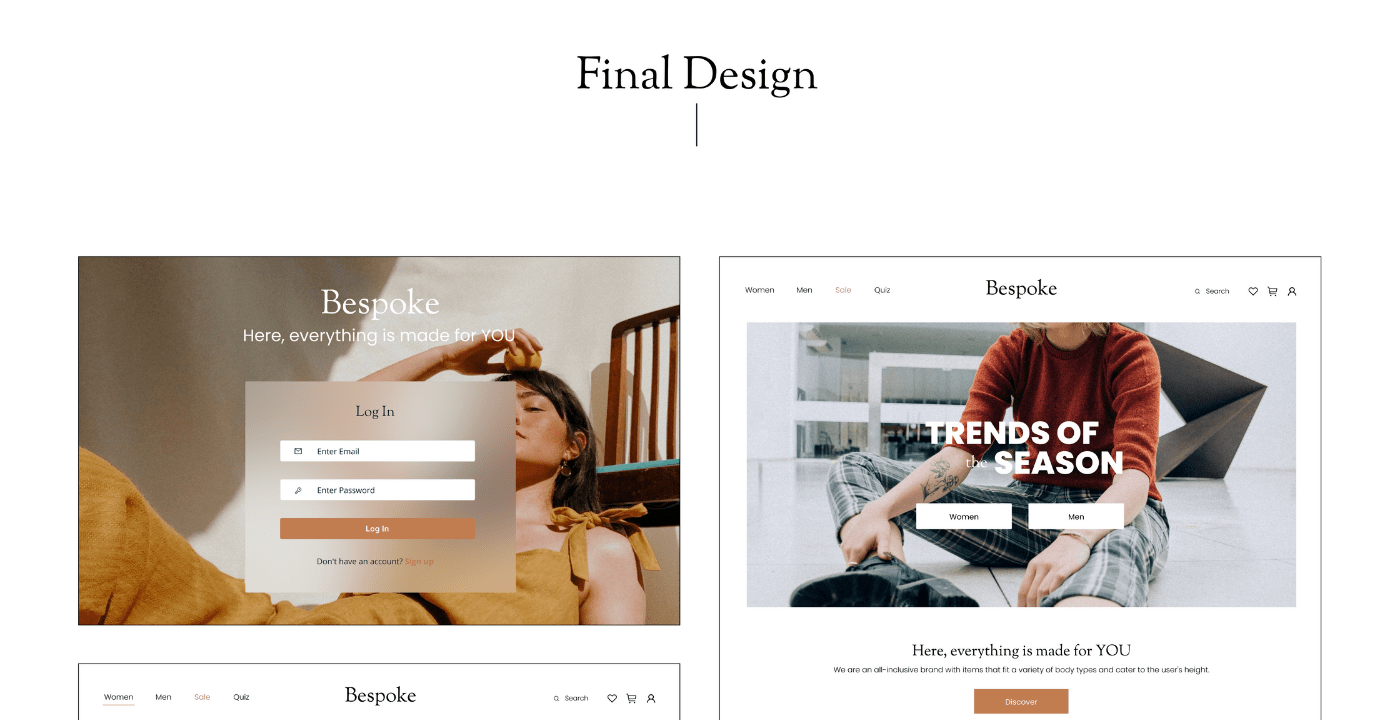 Final Design
Bespoke
Here, everything is made for YOU
Log In
Enter Email
Enter Password
Log In
Don't have an account? Sign up
Women Men Sale Quiz
Bespoke
Search
Women Men Sale Quiz
Bespoke
Search
TRENDS OF
the SEASON
Women
Men
Here, everything is made for YOU
We are an all-inclusive brand with items that fit a variety of body types and cater to the user's height.
Discover